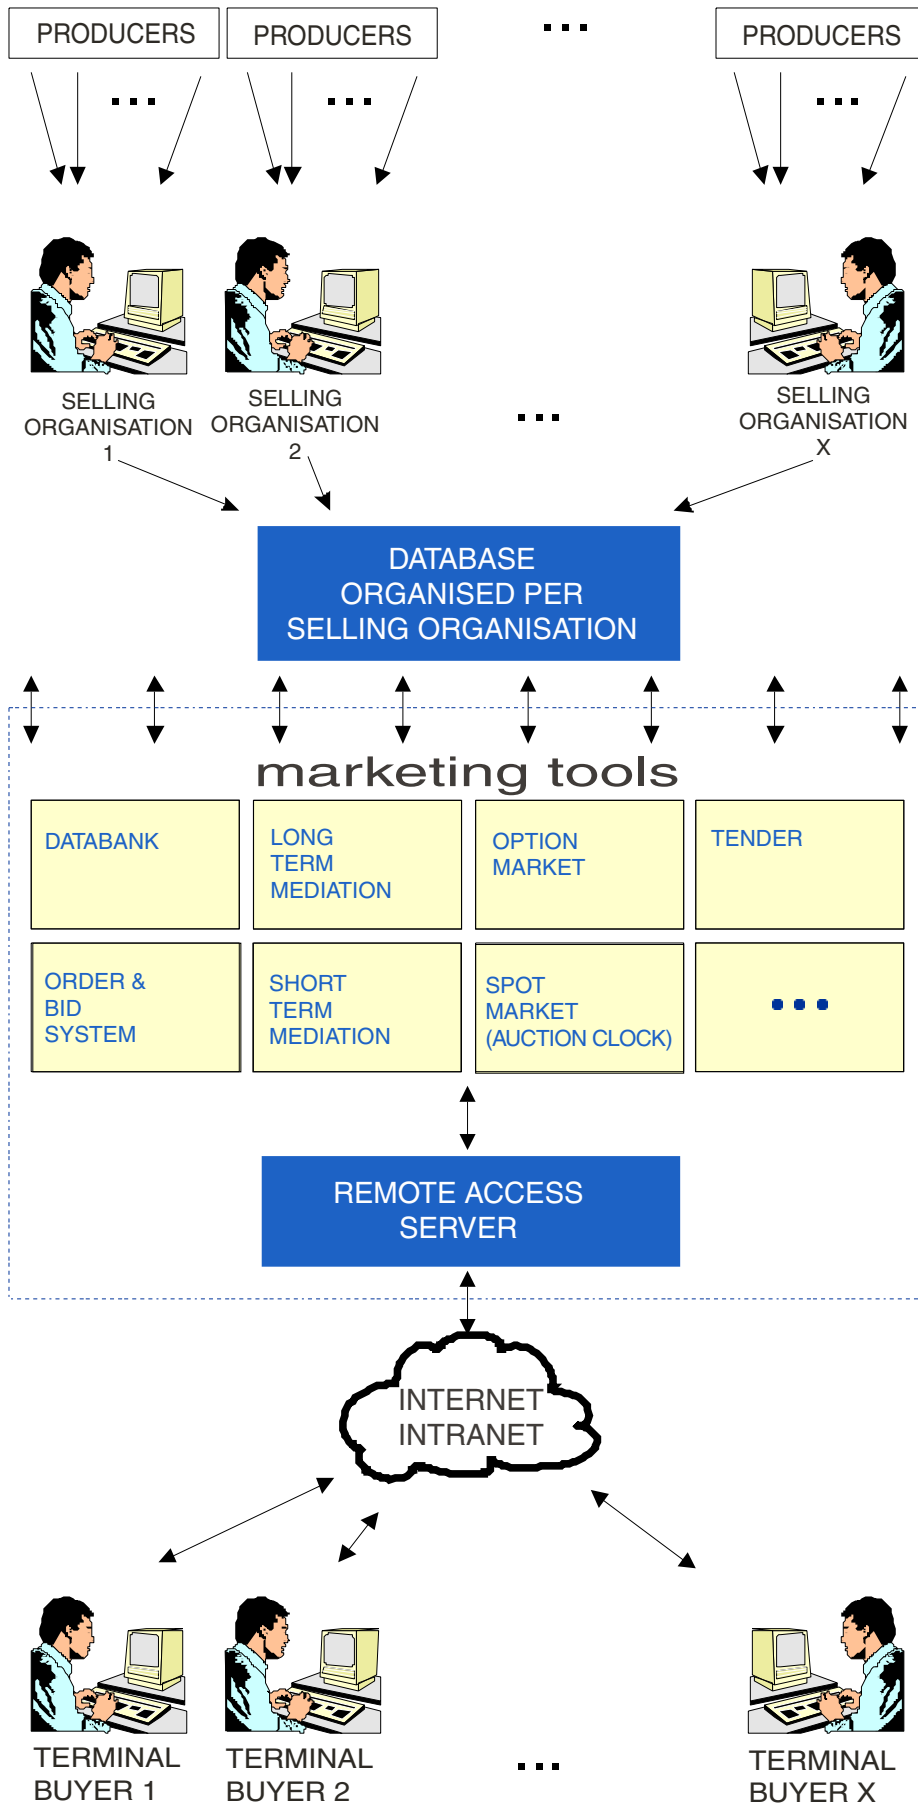 PRODUCERS
PRODUCERS
PRODUCERS
SELLING
ORGANISATION
1
SELLING
ORGANISATION
2
SELLING
ORGANISATION
X
DATABASE
ORGANISED PER
SELLING ORGANISATION
marketing tools
DATABANK
LONG
TERM
MEDIATION
OPTION
MARKET
TENDER
ORDER &
BID
SYSTEM
SHORT
TERM
MEDIATION
SPOT
MARKET
(AUCTION CLOCK)
REMOTE ACCESS
SERVER
INTERNET
INTRANET
TERMINAL
BUYER 1
TERMINAL
BUYER 2
TERMINAL
BUYER X